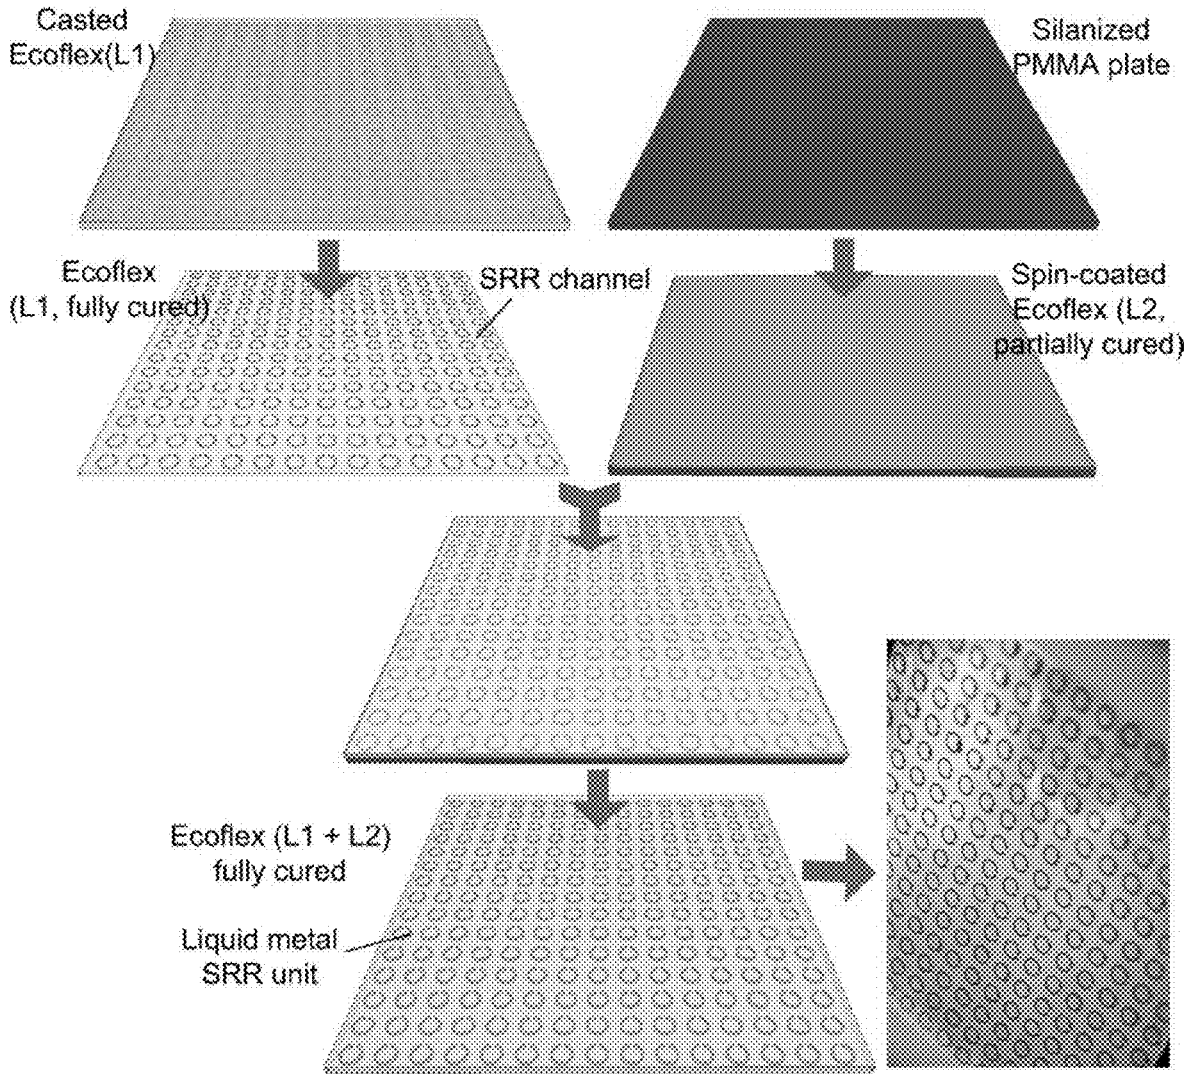 Casted
Ecoflex(L1)
Silanized
PMMA plate
Ecoflex
(L1, fully cured)
SRR channel
Spin-coated
Ecoflex (L2,
partially cured)
Ecoflex (L1 + L2)
fully cured
Liquid metal
SRR unit